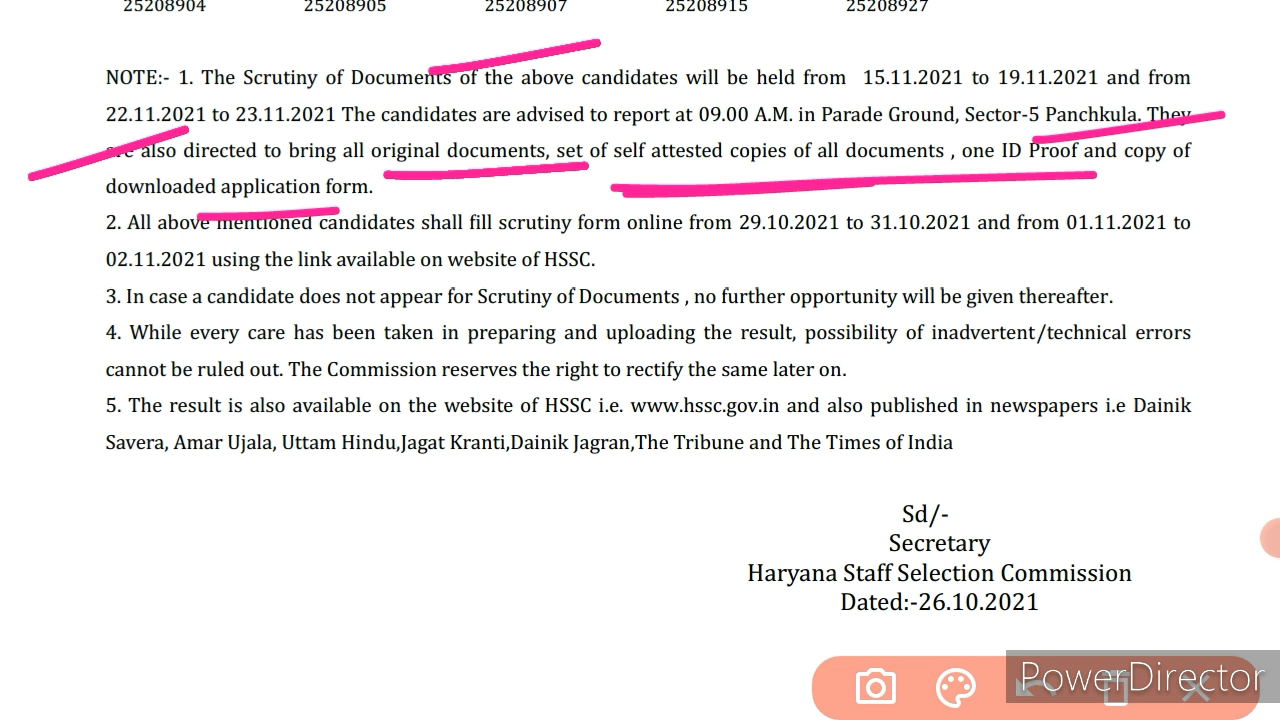 25208904 25208905 25208907 25208915 25208927
NOTE:- 1. The Scrutiny of Documents of the above candidates will be held from 15.11.2021 to 19.11.2021 and from
22.11.2021 to 23.11.2021 The candidates are advised to report at 09.00 A.M. in Parade Ground, Sector-5 Panchkula. They
are also directed to bring all original documents, set of self attested copies of all documents , one ID Proof and copy of
downloaded application form.
2. All above mentioned candidates shall fill scrutiny form online from 29.10.2021 to 31.10.2021 and from 01.11.2021 to
02.11.2021 using the link available on website of HSSC.
3. In case a candidate does not appear for Scrutiny of Documents , no further opportunity will be given thereafter.
4. While every care has been taken in preparing and uploading the result, possibility of inadvertent/technical errors
cannot be ruled out. The Commission reserves the right to rectify the same later on.
5. The result is also available on the website of HSSC i.e. www.hssc.gov.in and also published in newspapers i.e Dainik
Savera, Amar Ujala, Uttam Hindu,Jagat Kranti,Dainik Jagran,The Tribune and The Times of India
Sd/-
Secretary
Haryana Staff Selection Commission
Dated:-26.10.2021
PowerDirector